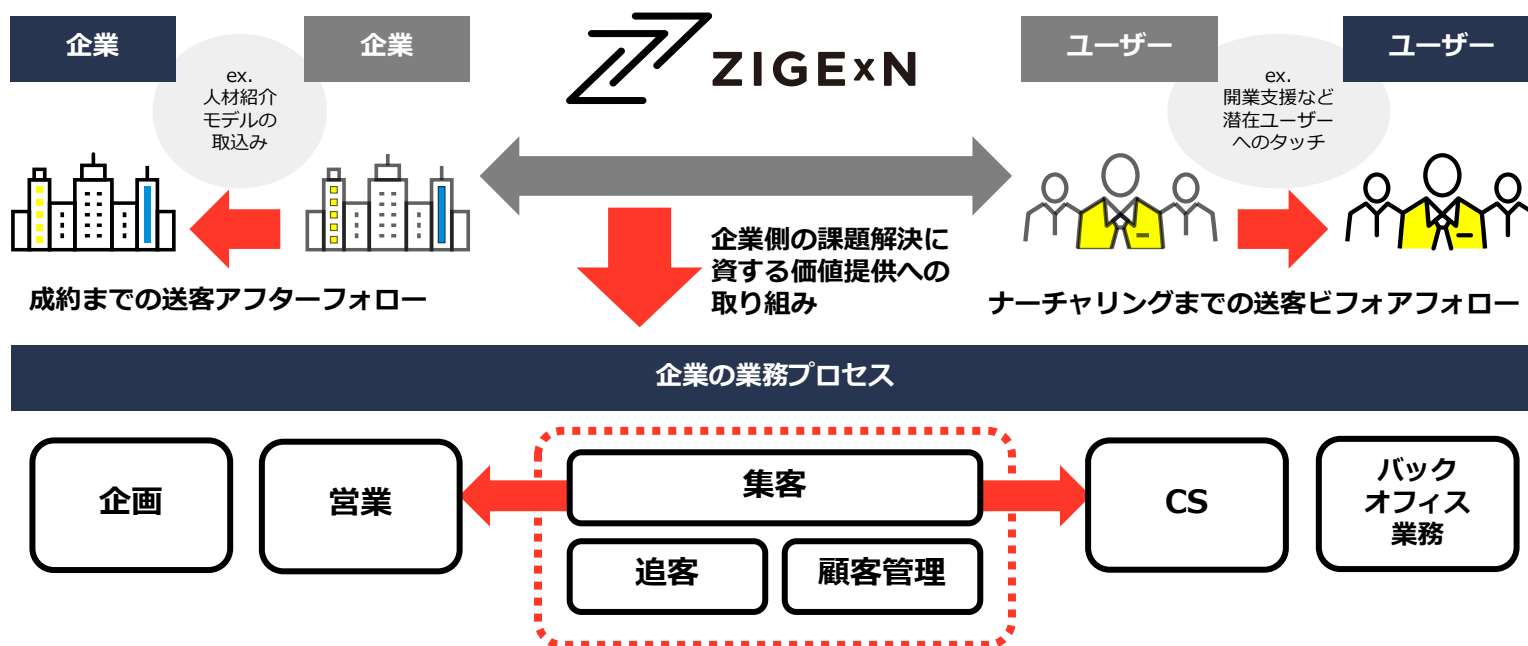 企業
企業
ZIGExN
ユーザー
ユーザー
ex.
人材紹介
モデルの
取込み
ex.
開業支援など
潜在ユーザー
へのタッチ
成約までの送客アフターフォロー
企業側の課題解決に
資する価値提供への
取り組み
ナーチャリングまでの送客ビフォアフォロー
企業の業務プロセス
企画
営業
集客
追客
顧客管理
CS
バック
オフィス
業務